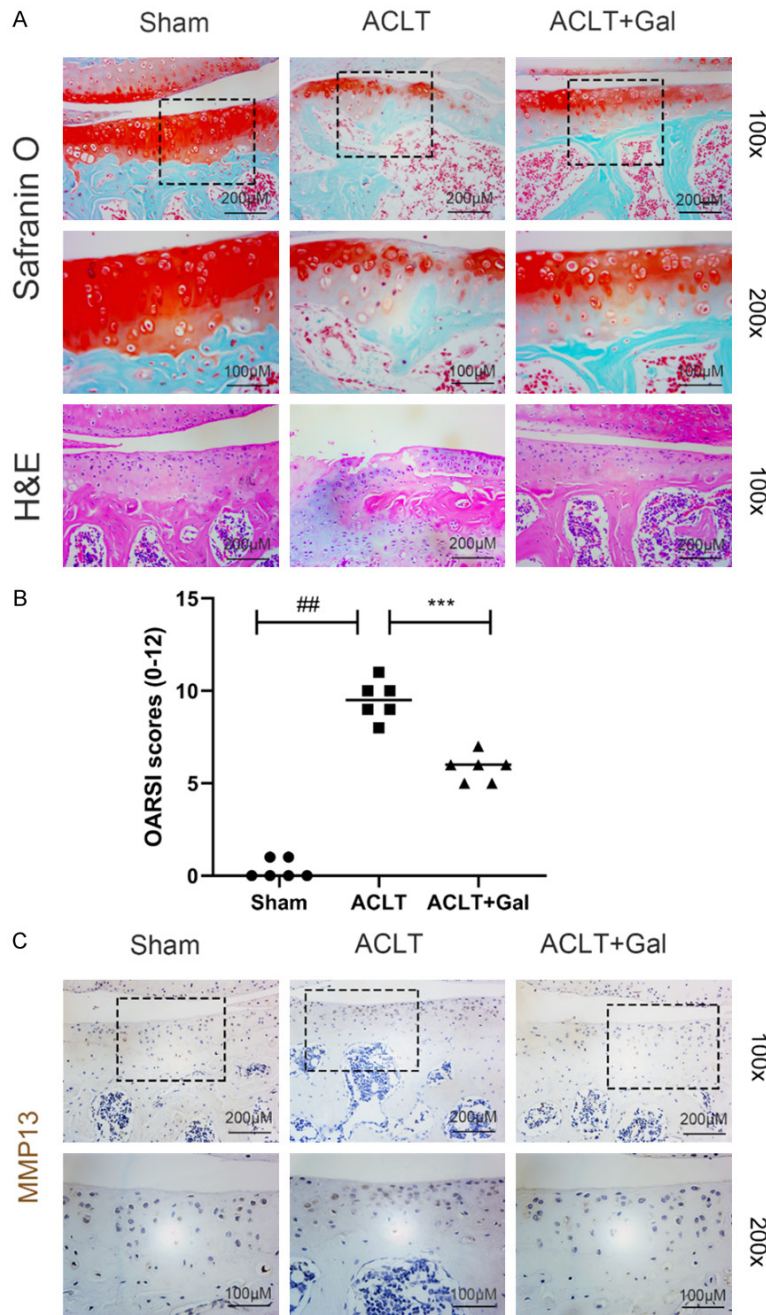 A
Sham ACLT ACLT+Gal
Safranin O
200µM 200µM 200µM
100x
100µM 100µM 100µM
200x
H&E
200µM 200µM 200µM
100x
B
OARSI scores (0-12)
15
10
5
0
## ***
Sham ACLT ACLT+Gal
C
Sham ACLT ACLT+Gal
MMP13
200µM 200µM 200µM
100x
100µM 100µM 100µM
200x